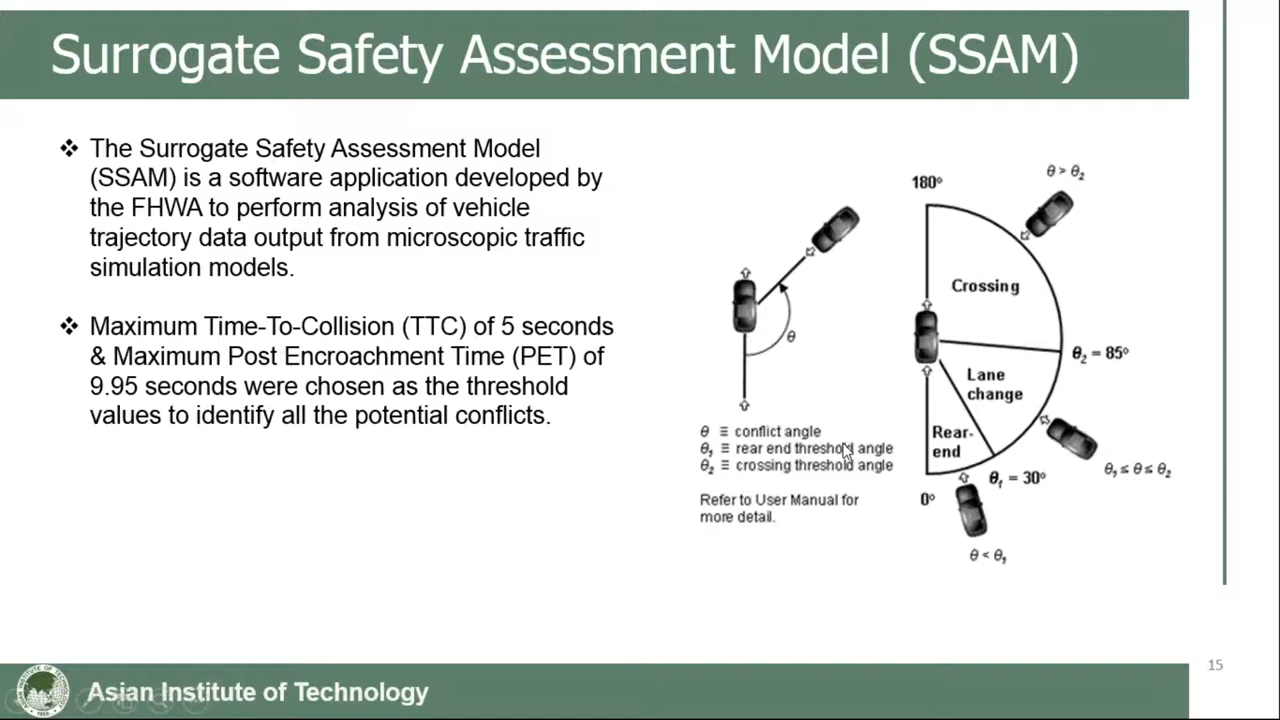 Surrogate Safety Assessment Model (SSAM)
❖ The Surrogate Safety Assessment Model
(SSAM) is a software application developed by
the FHWA to perform analysis of vehicle
trajectory data output from microscopic traffic
simulation models.
❖ Maximum Time-To-Collision (TTC) of 5 seconds
& Maximum Post Encroachment Time (PET) of
9.95 seconds were chosen as the threshold
values to identify all the potential conflicts.
θ
θ ≡ conflict angle
θ₁ ≡ rear end threshold angle
θ₂ ≡ crossing threshold angle
Refer to User Manual for
more detail.
180º
θ > θ₂
Crossing
θ₂ = 85º
Lane
change
Rear-
end
θ₁ ≤ θ ≤ θ₂
θ₁ = 30º
0º
θ < θ₁
15
Asian Institute of Technology